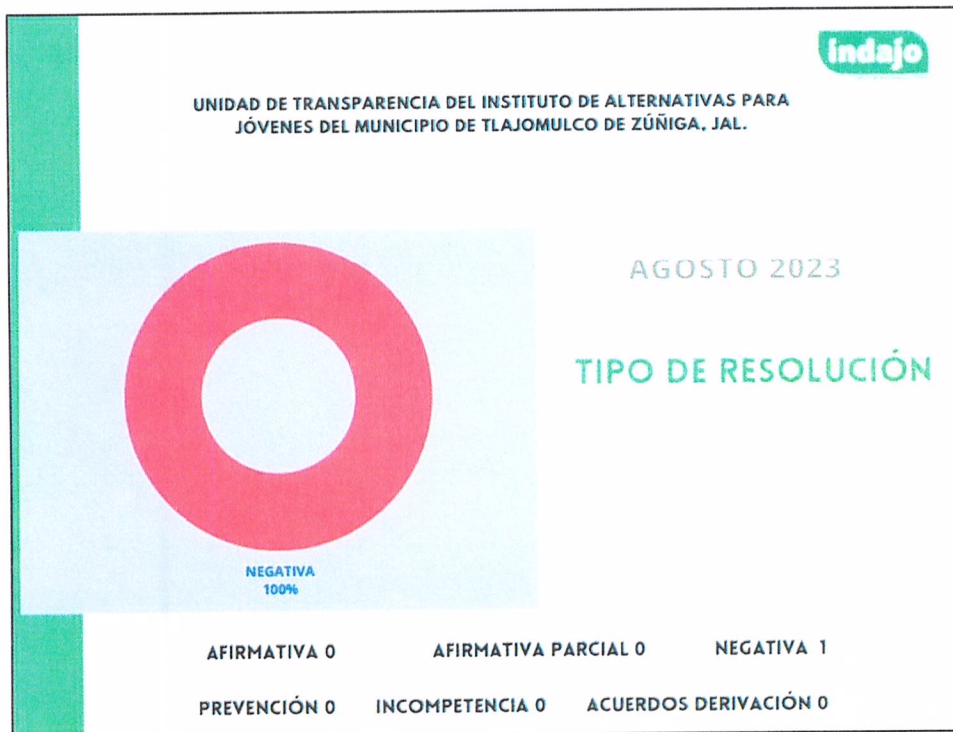 indajo
UNIDAD DE TRANSPARENCIA DEL INSTITUTO DE ALTERNATIVAS PARA
JÓVENES DEL MUNICIPIO DE TLAJOMULCO DE ZÚÑIGA, JAL.
AGOSTO 2023
TIPO DE RESOLUCIÓN
NEGATIVA
100%
AFIRMATIVA 0 AFIRMATIVA PARCIAL 0 NEGATIVA 1
PREVENCIÓN 0 INCOMPETENCIA 0 ACUERDOS DERIVACIÓN 0